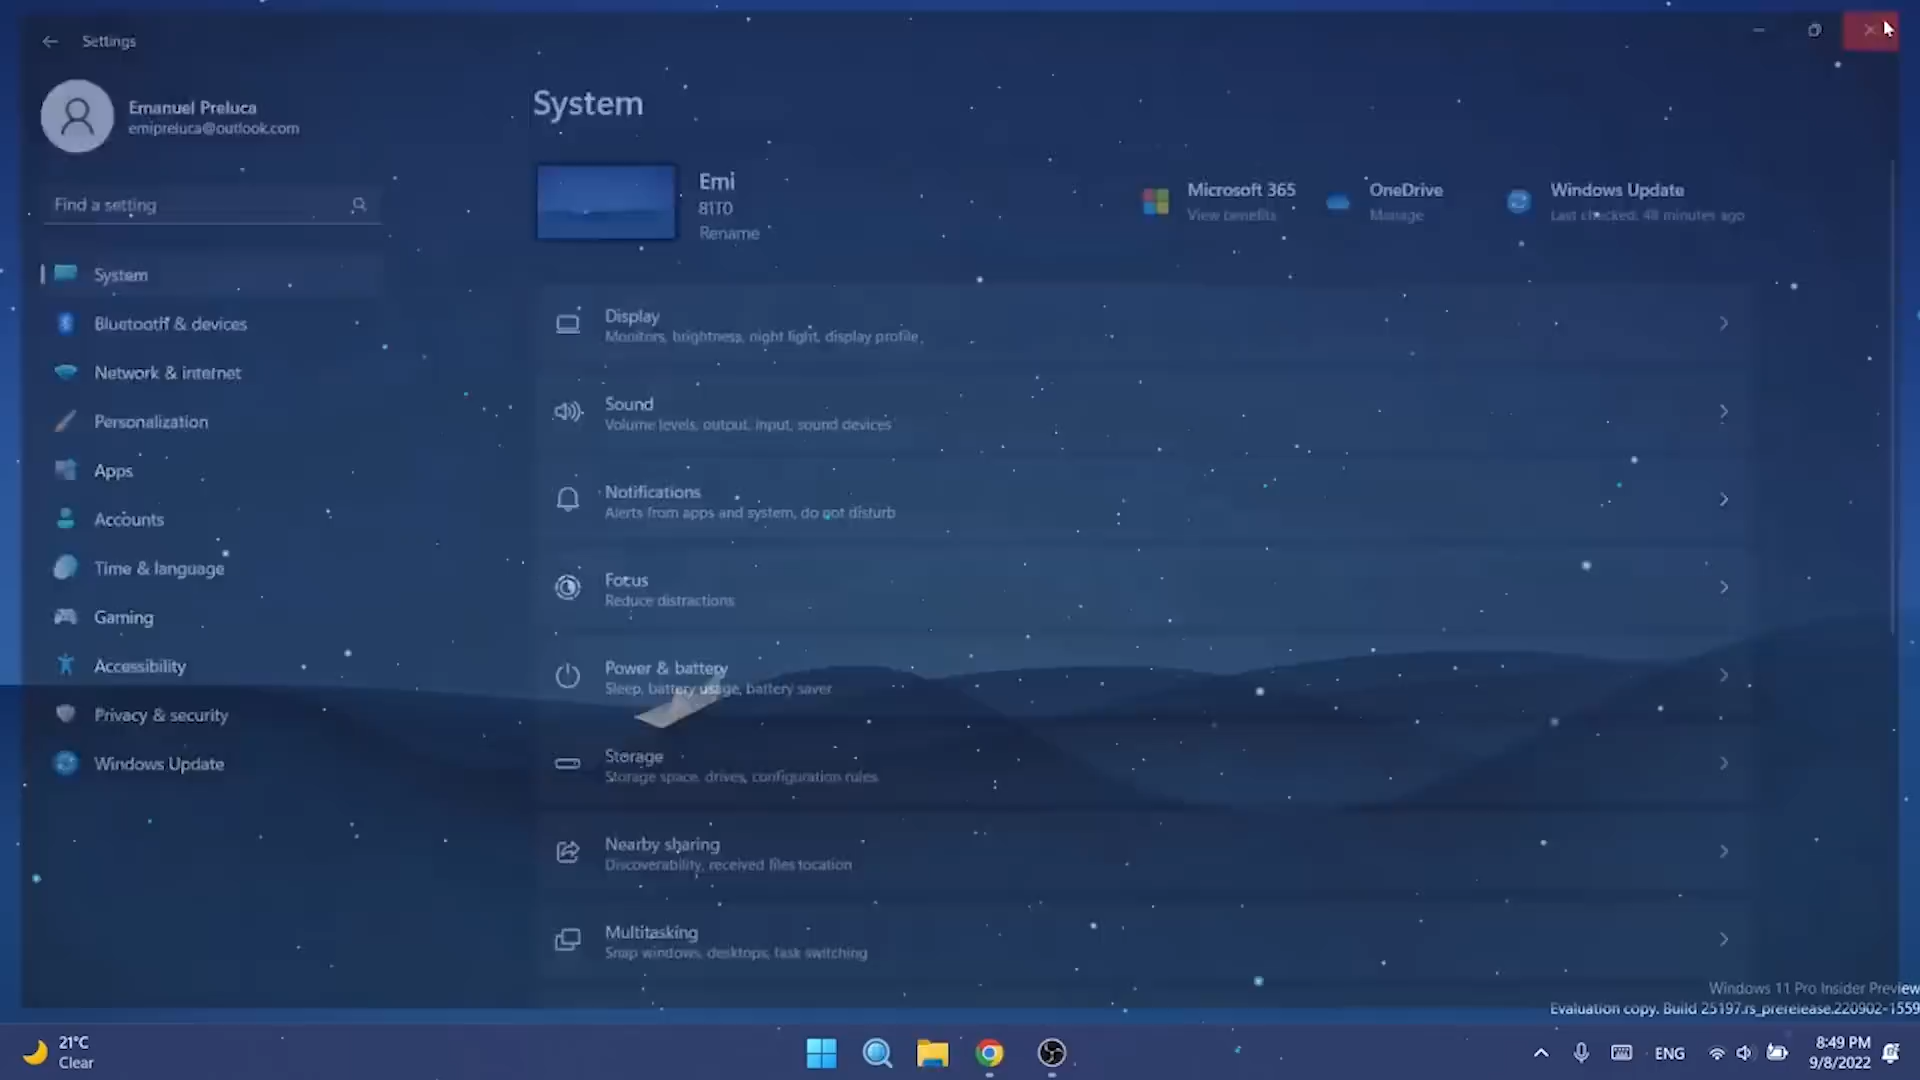 Settings
Emanuel Preluca
emipreluca@outlook.com
Find a setting
System
Bluetooth & devices
Network & internet
Personalization
Apps
Accounts
Time & language
Gaming
Accessibility
Privacy & security
Windows Update
System
Emi
81T0
Rename
Microsoft 365
View benefits
OneDrive
Manage
Windows Update
Last checked: 48 minutes ago
Display
Monitors, brightness, night light, display profile
Sound
Volume levels, output, input, sound devices
Notifications
Alerts from apps and system, do not disturb
Focus
Reduce distractions
Power & battery
Sleep, battery usage, battery saver
Storage
Storage space, drives, configuration rules
Nearby sharing
Discoverability, received files location
Multitasking
Snap windows, desktops, task switching
Windows 11 Pro Insider Preview
Evaluation copy. Build 25197.rs_prerelease.220902-1559
21°C
Clear
ENG
8:49 PM
9/8/2022